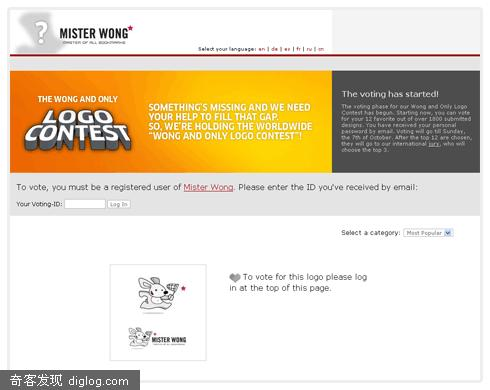 ?
MISTER WONG
MASTER OF ALL BOOKMARKS
Select your language: en | de | es | fr | ru | cn
THE WONG AND ONLY
LOGO
CONTEST
SOMETHING'S MISSING AND WE NEED
YOUR HELP TO FILL THAT GAP.
SO, WE'RE HOLDING THE WORLDWIDE
"WONG AND ONLY LOGO CONTEST"!
The voting has started!
The voting phase for our Wong and Only Logo
Contest has begun. Starting now, you can vote
for your 12 favorite out of over 1800 submitted
designs. You have received your personal
password by email. Voting will go till Sunday,
the 7th of October. After the top 12 are chosen,
they will go to our international jury, who will
choose the top 3.
To vote, you must be a registered user of Mister Wong. Please enter the ID you've received by email:
Your Voting-ID:
Log In
Select a category:
Most Popular
To vote for this logo please log
in at the top of this page.
MISTER WONG
奇客发现 diglog.com